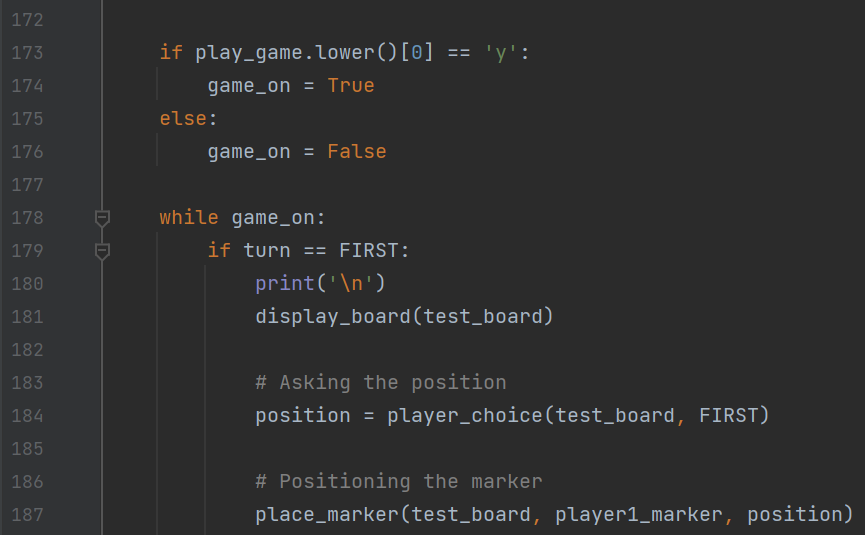 172
173 if play_game.lower()[0] == 'y':
174 game_on = True
175 else:
176 game_on = False
177
178 while game_on:
179 if turn == FIRST:
180 print('\n')
181 display_board(test_board)
182
183 # Asking the position
184 position = player_choice(test_board, FIRST)
185
186 # Positioning the marker
187 place_marker(test_board, player1_marker, position)